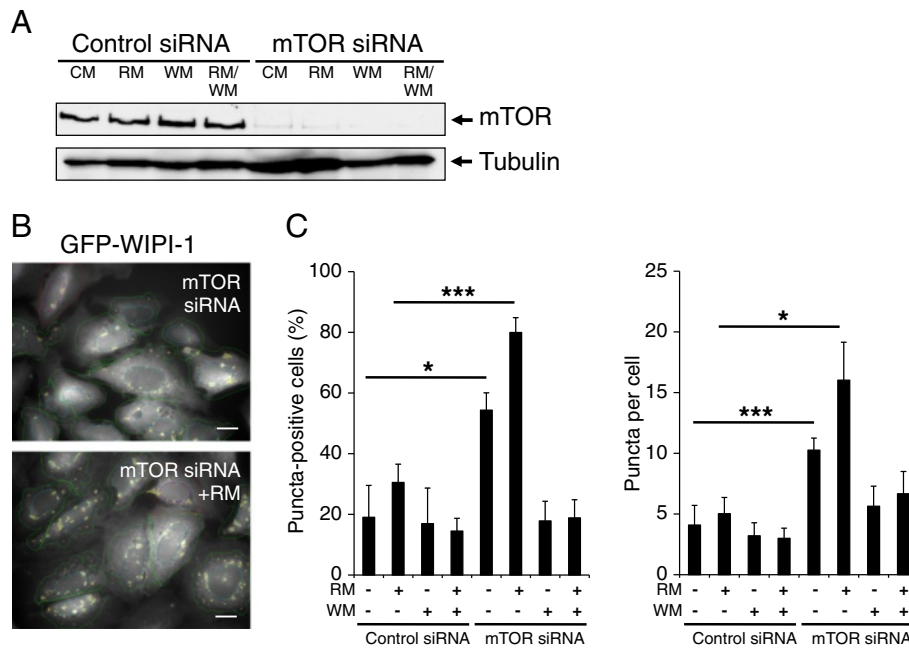 A
Control siRNA mTOR siRNA
CM RM WM RM/ WM CM RM WM RM/ WM
mTOR
Tubulin
B
GFP-WIPI-1
mTOR
siRNA
mTOR siRNA
+RM
C
Puncta-positive cells (%)
100
80
60
40
20
0
***
*
RM - + - + - + - +
WM - - + + - - + +
Control siRNA mTOR siRNA
Puncta per cell
25
20
15
10
5
0
*
***
RM - + - + - + - +
WM - - + + - - + +
Control siRNA mTOR siRNA